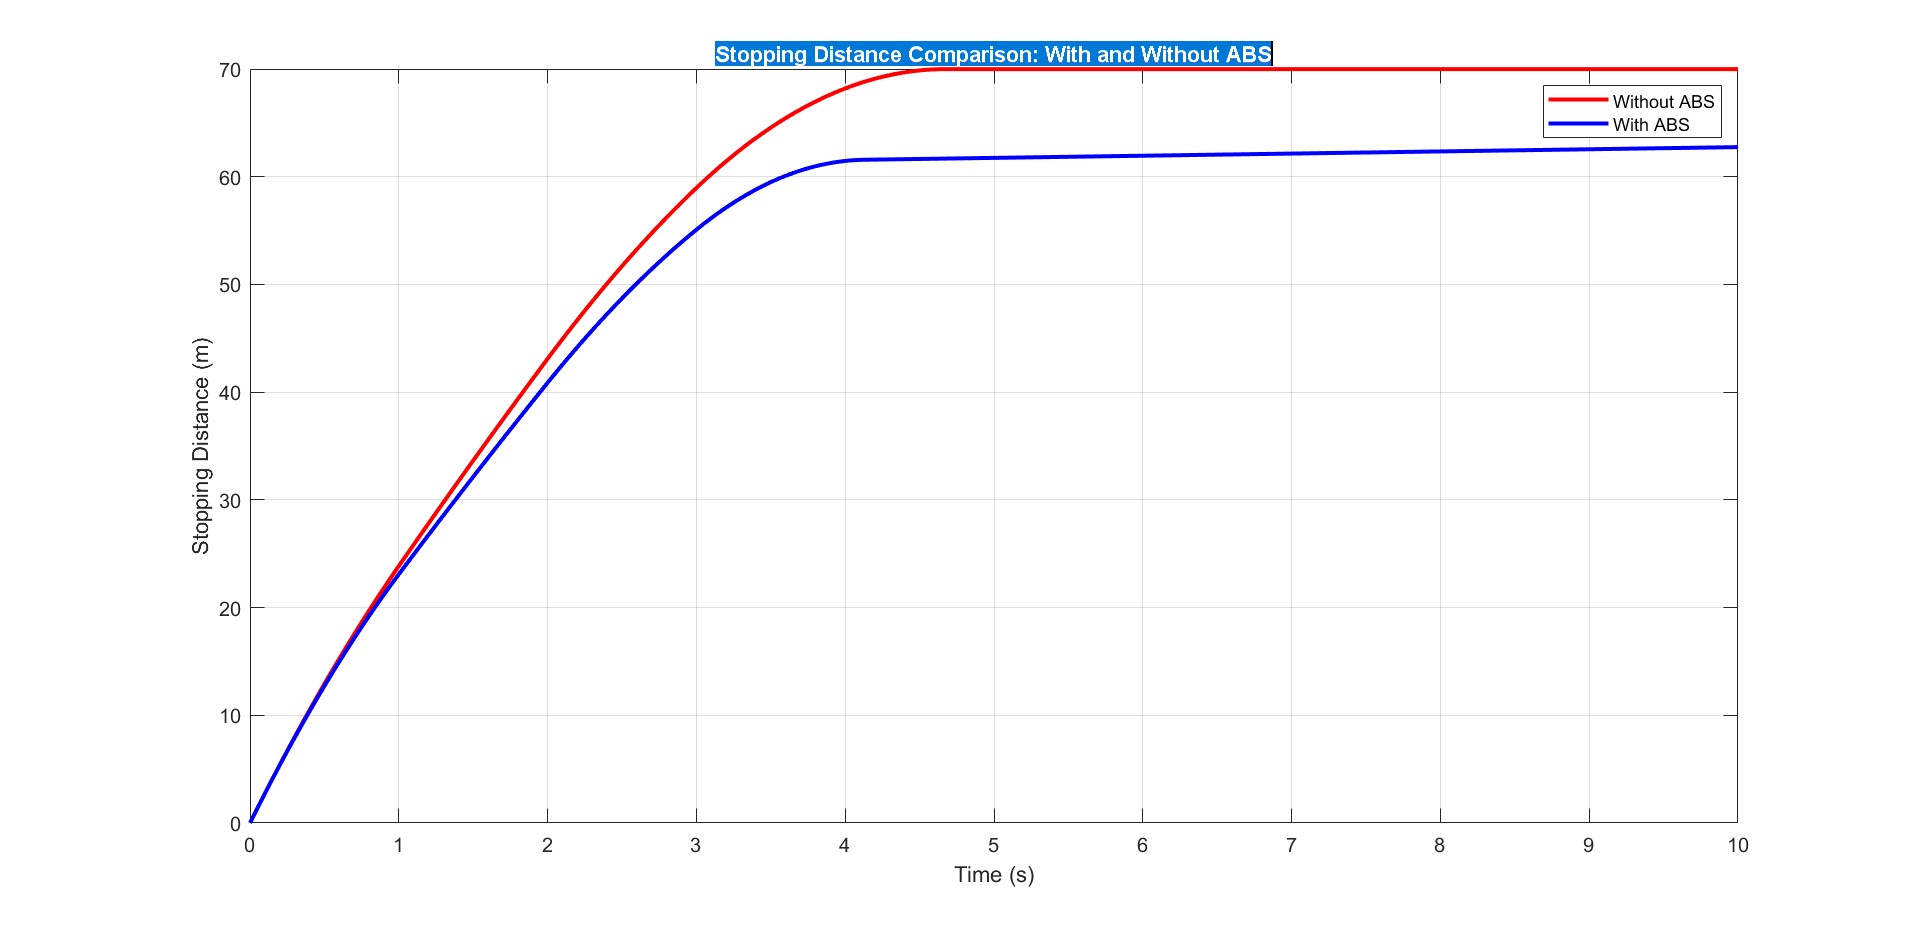 Stopping Distance Comparison: With and Without ABS
Without ABS
With ABS
70
60
50
40
30
20
10
0
Stopping Distance (m)
0 1 2 3 4 5 6 7 8 9 10
Time (s)